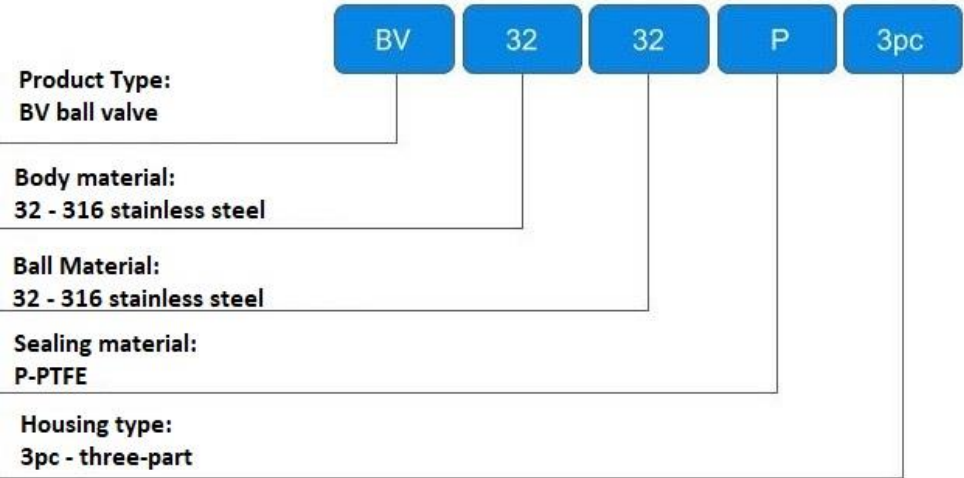 BV 32 32 P 3pc
Product Type:
BV ball valve
Body material:
32 - 316 stainless steel
Ball Material:
32 - 316 stainless steel
Sealing material:
P-PTFE
Housing type:
3pc - three-part